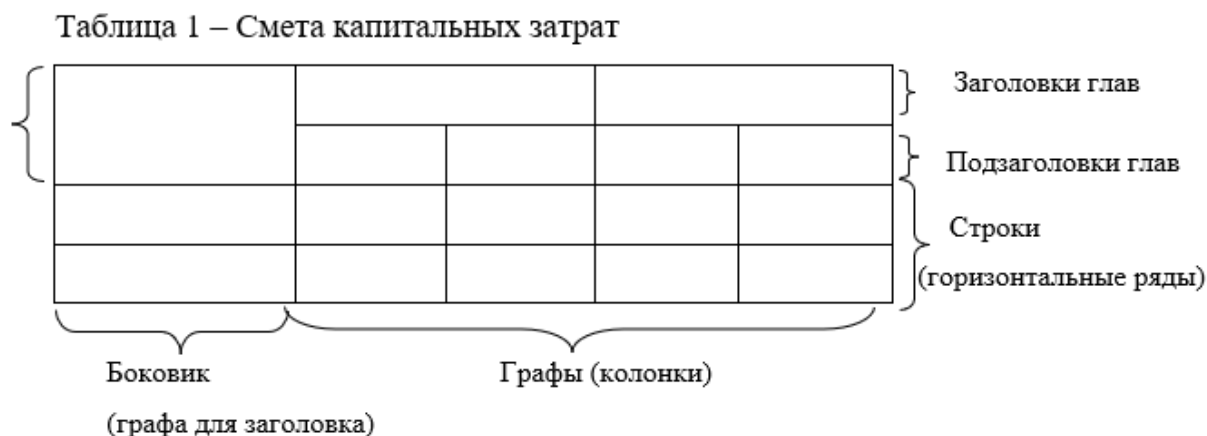 Таблица 1 – Смета капитальных затрат
Заголовки глав
Подзаголовки глав
Строки
(горизонтальные ряды)
Боковик
(графа для заголовка)
Графы (колонки)